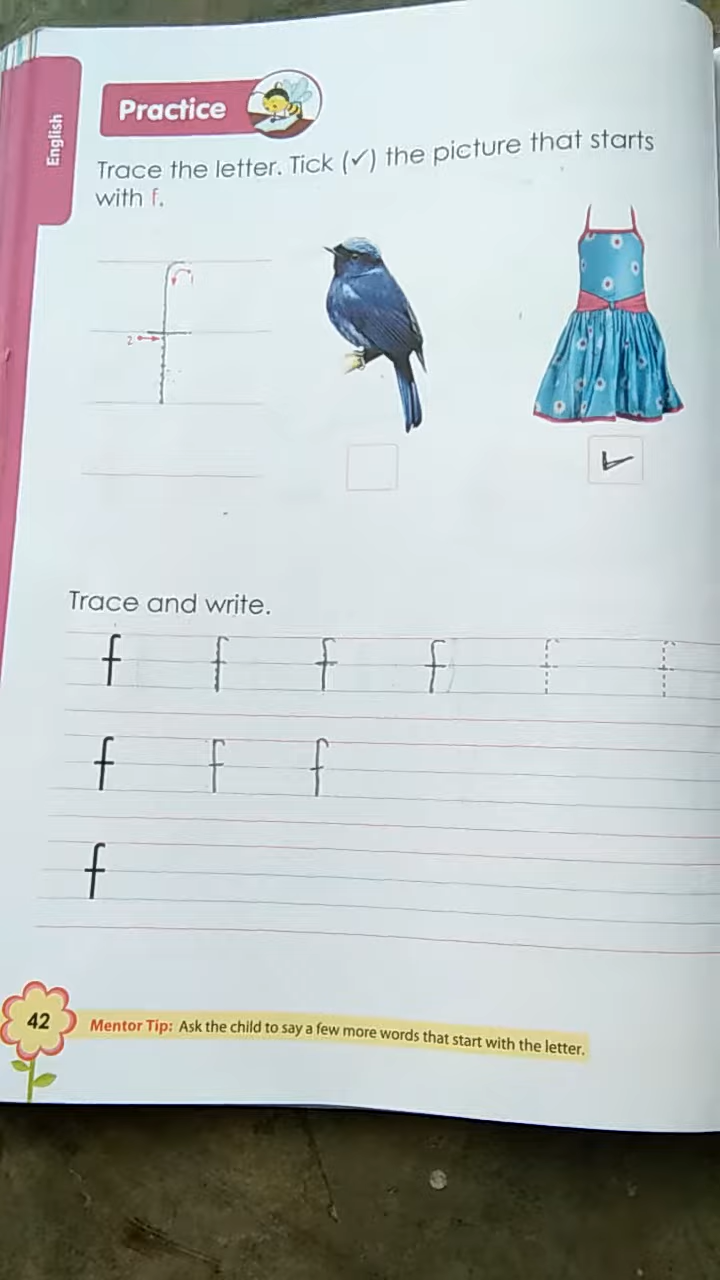 English
Practice
Trace the letter. Tick (✓) the picture that starts
with f.
f
1
2
✓
Trace and write.
f f f f f f
f f f
f
42
Mentor Tip: Ask the child to say a few more words that start with the letter.